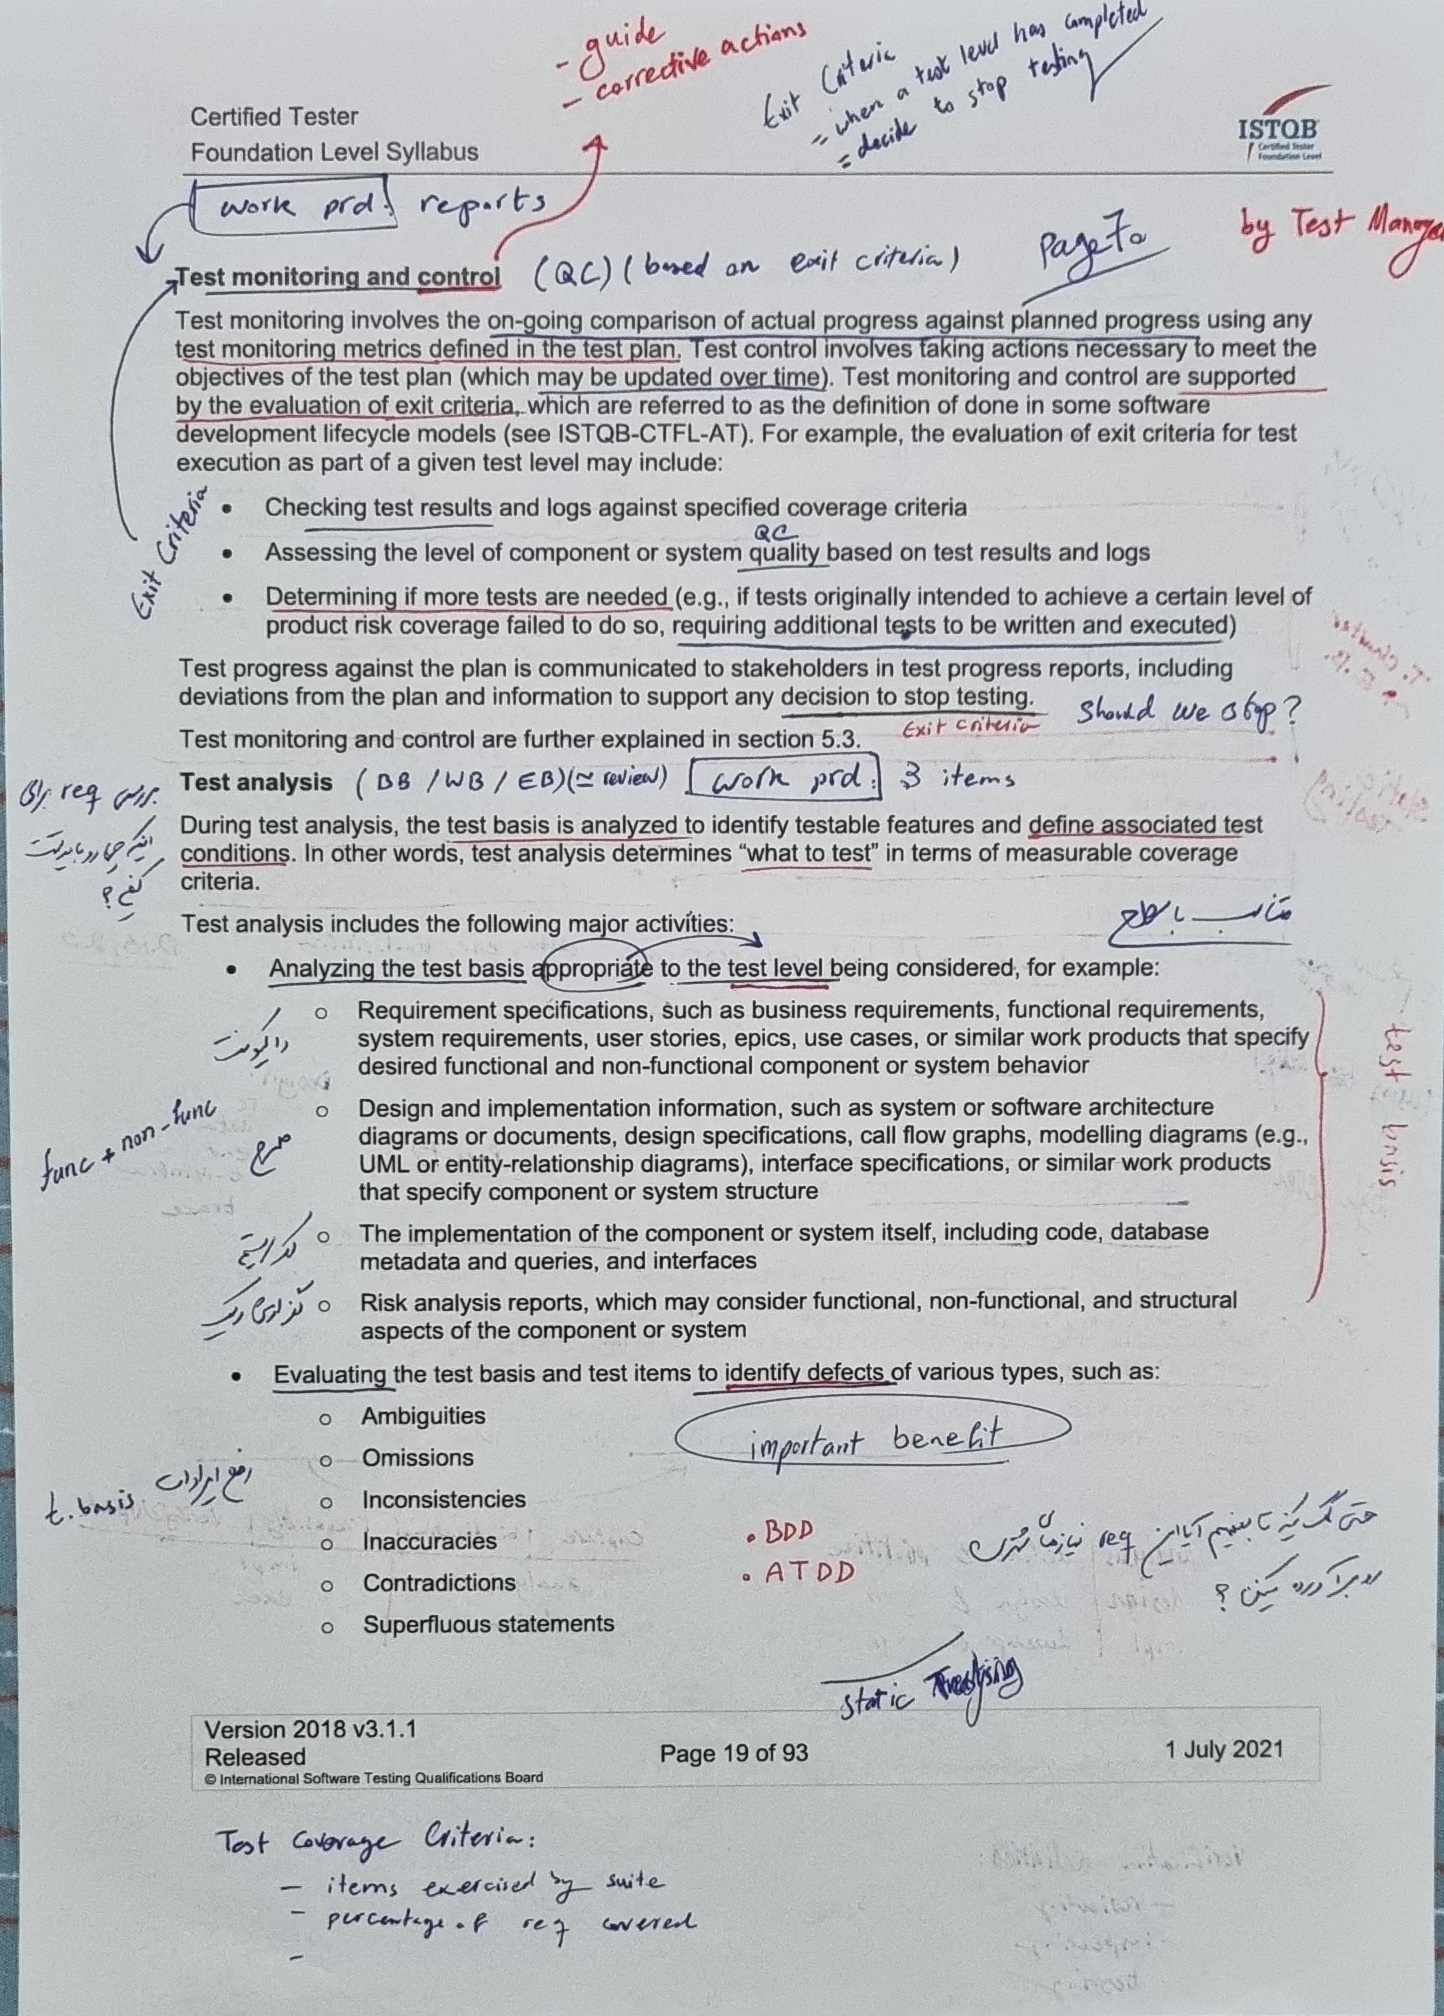 - guide
- corrective actions
Exit Criteria
= when a test level has completed
= decide to stop testing
Certified Tester
Foundation Level Syllabus
ISTQB
Certified Tester
Foundation Level
work prd. reports
by Test Manager
Test monitoring and control (QC) (based on exit criteria)
Page 70
Test monitoring involves the on-going comparison of actual progress against planned progress using any
test monitoring metrics defined in the test plan. Test control involves taking actions necessary to meet the
objectives of the test plan (which may be updated over time). Test monitoring and control are supported
by the evaluation of exit criteria, which are referred to as the definition of done in some software
development lifecycle models (see ISTQB-CTFL-AT). For example, the evaluation of exit criteria for test
execution as part of a given test level may include:
Exit Criteria
• Checking test results and logs against specified coverage criteria
QC
• Assessing the level of component or system quality based on test results and logs
• Determining if more tests are needed (e.g., if tests originally intended to achieve a certain level of
product risk coverage failed to do so, requiring additional tests to be written and executed)
Test progress against the plan is communicated to stakeholders in test progress reports, including
deviations from the plan and information to support any decision to stop testing.
Exit criteria
Should we stop?
Test monitoring and control are further explained in section 5.3.
Test analysis (BB / WB / EB) (≃ review) work prd. 3 items
بررسی req برای
اینکه چیا رو باید تست
کنیم؟
During test analysis, the test basis is analyzed to identify testable features and define associated test
conditions. In other words, test analysis determines “what to test” in terms of measurable coverage
criteria.
Test analysis includes the following major activities:
متناسب با سطح
• Analyzing the test basis appropriate to the test level being considered, for example:
داکیومنت
o Requirement specifications, such as business requirements, functional requirements,
system requirements, user stories, epics, use cases, or similar work products that specify
desired functional and non-functional component or system behavior
test basis
func + non-func
طرح
o Design and implementation information, such as system or software architecture
diagrams or documents, design specifications, call flow graphs, modelling diagrams (e.g.,
UML or entity-relationship diagrams), interface specifications, or similar work products
that specify component or system structure
o The implementation of the component or system itself, including code, database
metadata and queries, and interfaces
گزارش ریسک
o Risk analysis reports, which may consider functional, non-functional, and structural
aspects of the component or system
• Evaluating the test basis and test items to identify defects of various types, such as:
o Ambiguities
important benefit
o Omissions
t. basis رفع ایرادات
o Inconsistencies
o Inaccuracies
o Contradictions
o Superfluous statements
• BDD
• ATDD
حتی کمک میکنه تا بفهمیم آیا این req نیازهای مشتری
رو برآورده میکنن؟
static
Version 2018 v3.1.1
Released
© International Software Testing Qualifications Board
Page 19 of 93
1 July 2021
Test Coverage Criteria:
- items exercised by suite
- percentage of req covered
-